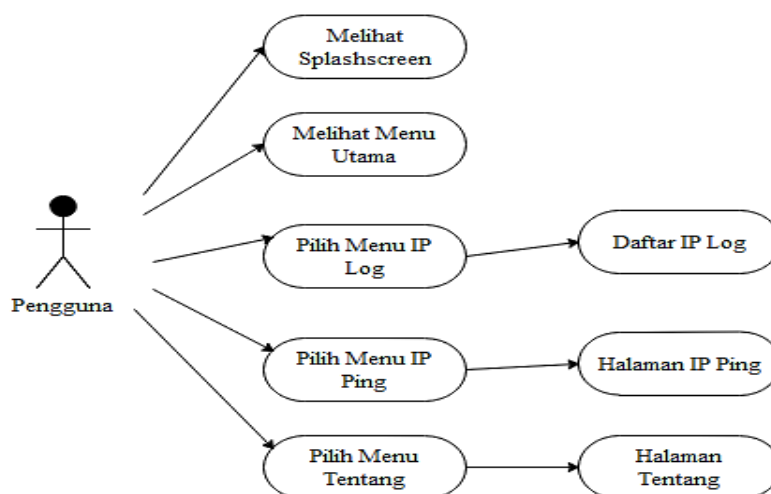 Melihat
Splashscreen
Melihat Menu
Utama
Pengguna
Pilih Menu IP
Log
Daftar IP Log
Pilih Menu IP
Ping
Halaman IP Ping
Pilih Menu
Tentang
Halaman
Tentang